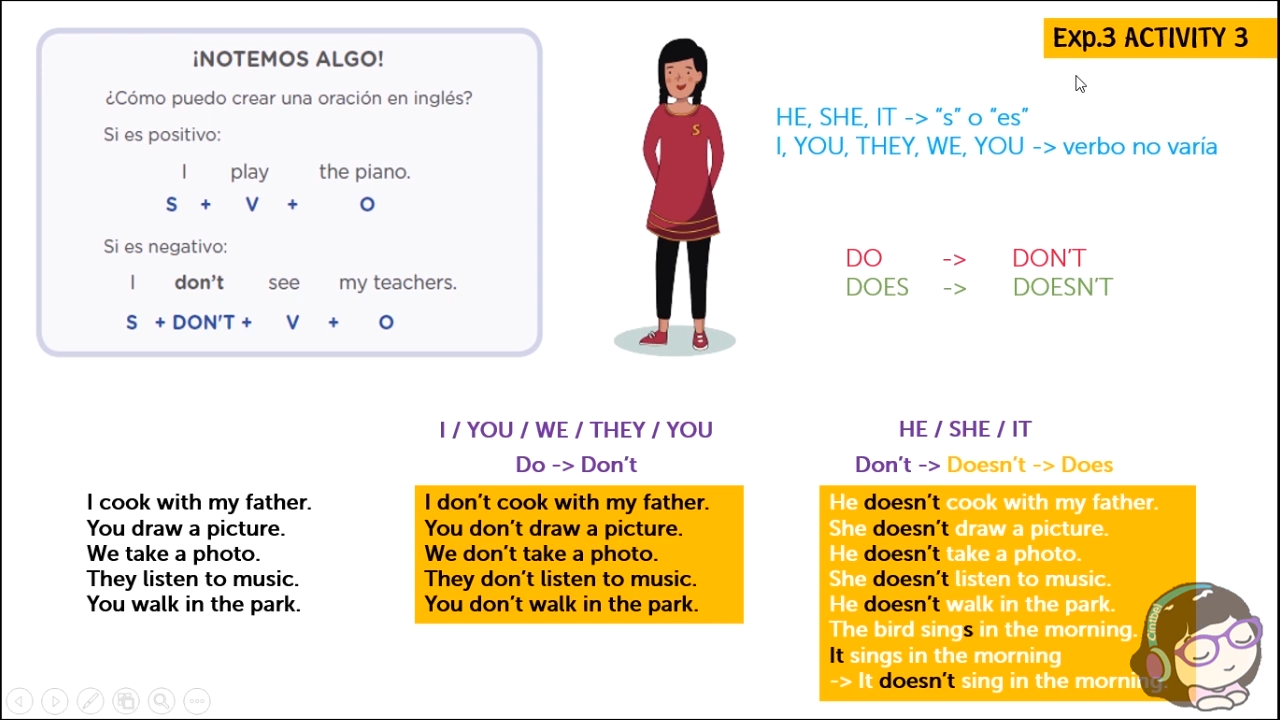 Exp.3 ACTIVITY 3
¡NOTEMOS ALGO!
¿Cómo puedo crear una oración en inglés?
Si es positivo:
I play the piano.
S + V + O
Si es negativo:
I don't see my teachers.
S + DON'T + V + O
S
HE, SHE, IT -> "s" o "es"
I, YOU, THEY, WE, YOU -> verbo no varía
DO -> DON'T
DOES -> DOESN'T
I cook with my father.
You draw a picture.
We take a photo.
They listen to music.
You walk in the park.
I / YOU / WE / THEY / YOU
Do -> Don't
I don't cook with my father.
You don't draw a picture.
We don't take a photo.
They don't listen to music.
You don't walk in the park.
HE / SHE / IT
Don't -> Doesn't -> Does
He doesn't cook with my father.
She doesn't draw a picture.
He doesn't take a photo.
She doesn't listen to music.
He doesn't walk in the park.
The bird sings in the morning.
It sings in the morning
-> It doesn't sing in the morning.
Cintbel